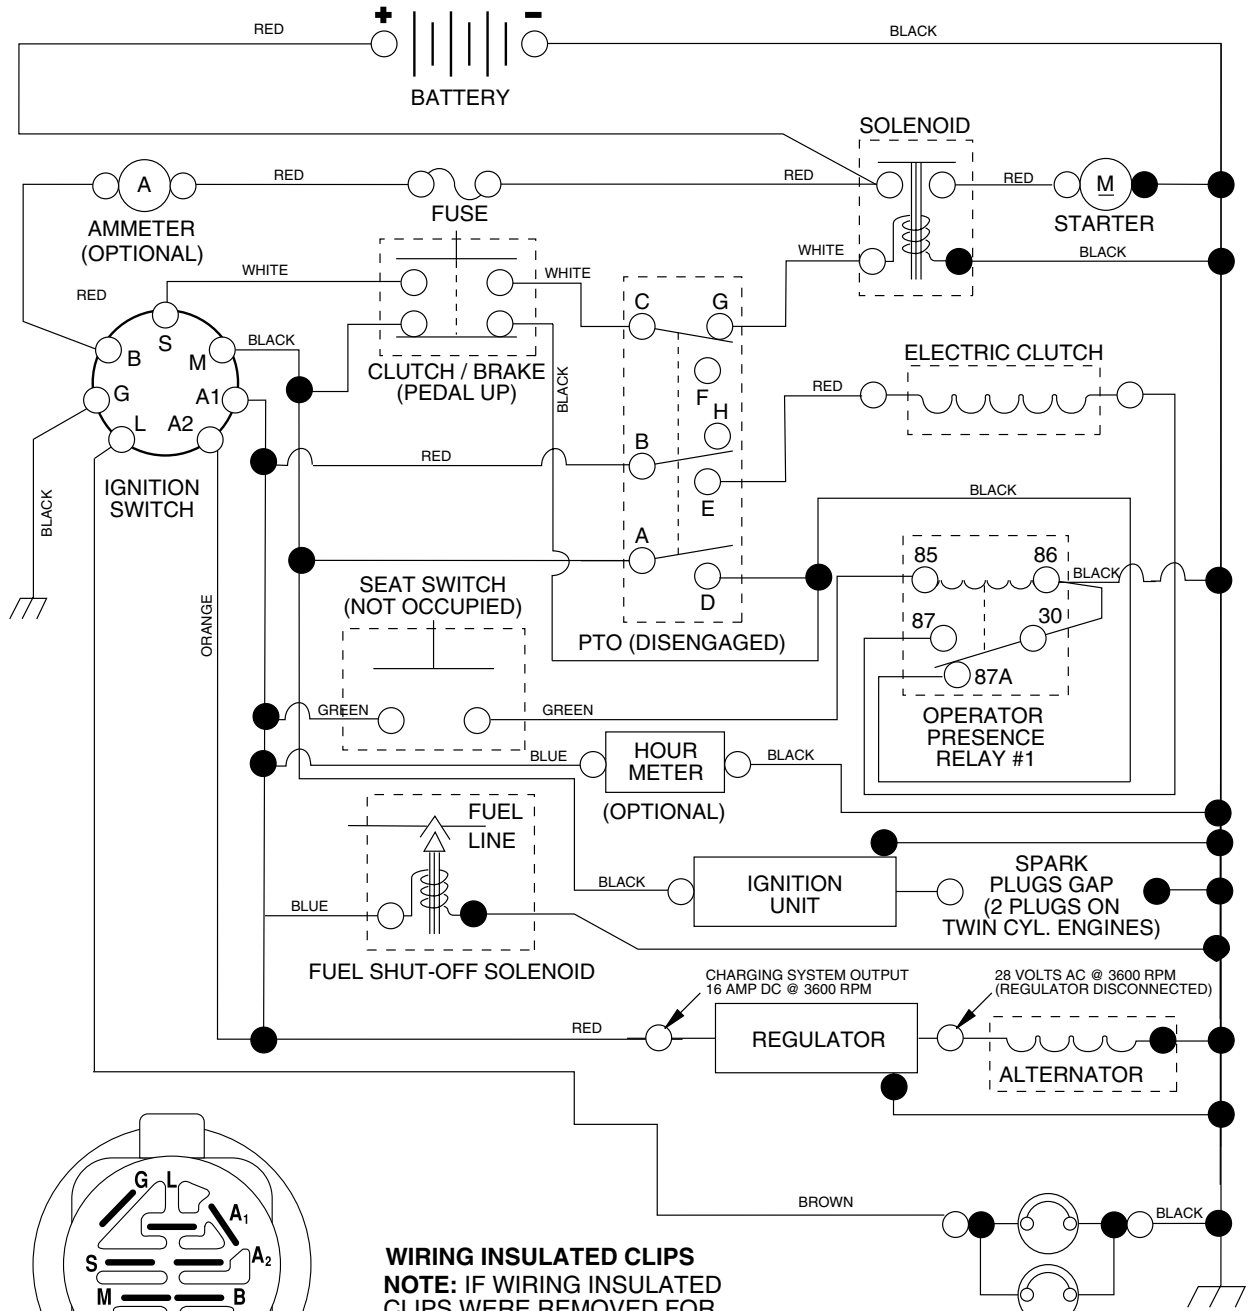 +
–
RED
BLACK
BATTERY
SOLENOID
A
RED
RED
RED
M
FUSE
STARTER
AMMETER
(OPTIONAL)
WHITE
BLACK
WHITE
WHITE
RED
C
G
S
BLACK
B
M
CLUTCH / BRAKE
(PEDAL UP)
ELECTRIC CLUTCH
BLACK
F
RED
G
A1
H
L
A2
B
RED
IGNITION
SWITCH
BLACK
E
BLACK
A
85
86
BLACK
SEAT SWITCH
(NOT OCCUPIED)
ORANGE
D
87
30
PTO (DISENGAGED)
87A
GREEN
GREEN
OPERATOR
PRESENCE
RELAY #1
BLUE
HOUR
METER
BLACK
(OPTIONAL)
FUEL
LINE
BLACK
IGNITION
UNIT
SPARK
PLUGS GAP
(2 PLUGS ON
TWIN CYL. ENGINES)
BLUE
FUEL SHUT-OFF SOLENOID
CHARGING SYSTEM OUTPUT
16 AMP DC @ 3600 RPM
28 VOLTS AC @ 3600 RPM
(REGULATOR DISCONNECTED)
RED
REGULATOR
ALTERNATOR
BROWN
BLACK
G
L
A1
A2
S
M
B
WIRING INSULATED CLIPS
NOTE: IF WIRING INSULATED
CLIPS WERE REMOVED FOR